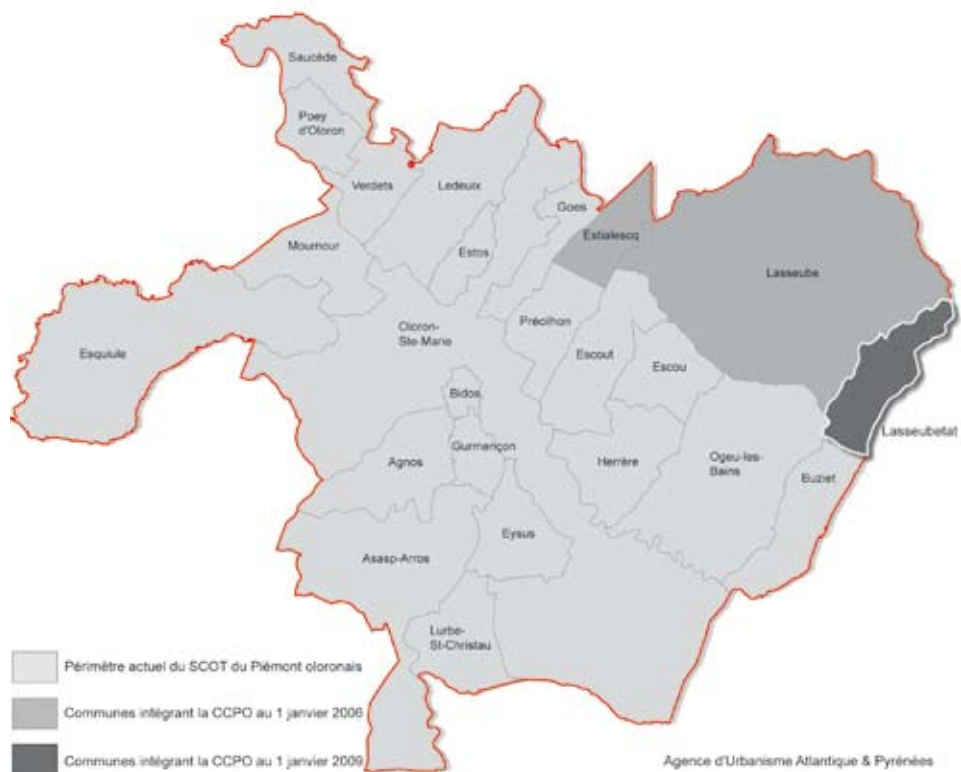 Saucède
Poey
d'Oloron
Verdets
Ledeuix
Goes
Moumour
Estos
Estialescq
Lasseube
Esquiule
Oloron-
Ste-Marie
Précilhon
Escout
Escou
Bidos
Lasseubetat
Agnos
Gurmençon
Herrère
Ogeu-les-
Bains
Buziet
Eysus
Asasp-Arros
Lurbe-
St-Christau
Périmètre actuel du SCOT du Piémont oloronais
Communes intégrant la CCPO au 1 janvier 2006
Communes intégrant la CCPO au 1 janvier 2009
Agence d'Urbanisme Atlantique & Pyrénées